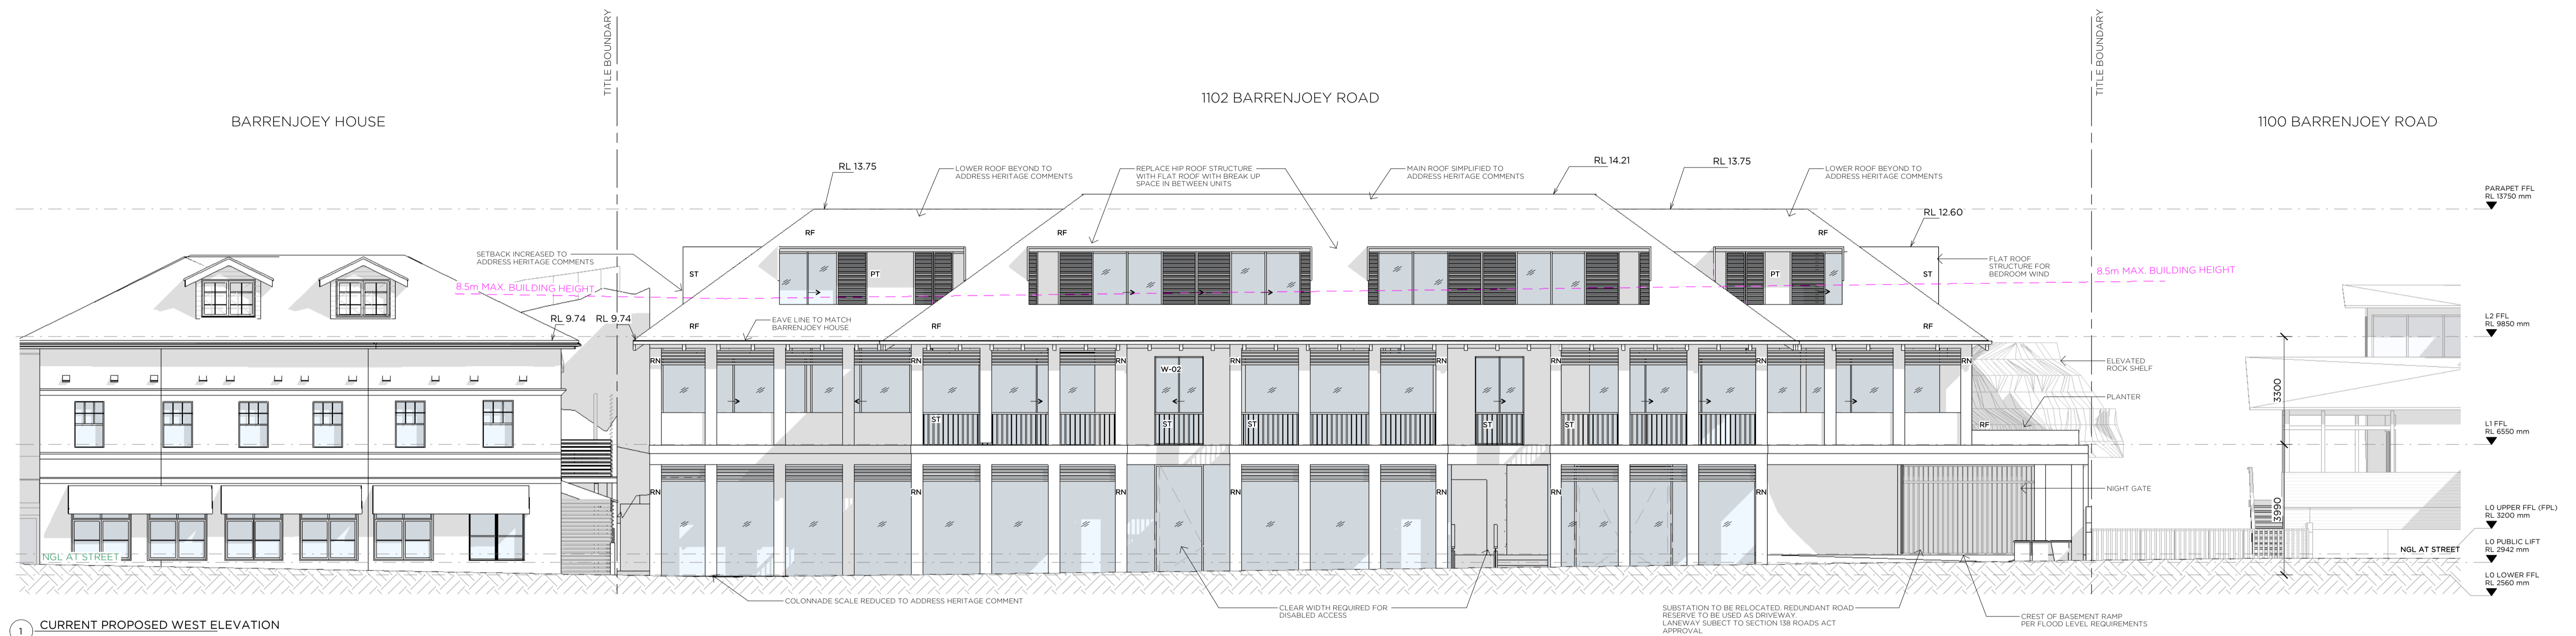 TITLE BOUNDARY
TITLE BOUNDARY
1102 BARRENJOEY ROAD
BARRENJOEY HOUSE
1100 BARRENJOEY ROAD
RL 13.75
LOWER ROOF BEYOND TO
ADDRESS HERITAGE COMMENTS
REPLACE HIP ROOF STRUCTURE
WITH FLAT ROOF WITH BREAK UP
SPACE IN BETWEEN UNITS
MAIN ROOF SIMPLIFIED TO
ADDRESS HERITAGE COMMENTS
RL 14.21
RL 13.75
LOWER ROOF BEYOND TO
ADDRESS HERITAGE COMMENTS
PARAPET FFL
RL 13750 mm
RL 12.60
RF
RF
SETBACK INCREASED TO
ADDRESS HERITAGE COMMENTS
ST
PT
PT
ST
FLAT ROOF
STRUCTURE FOR
BEDROOM WIND
8.5m MAX. BUILDING HEIGHT
8.5m MAX. BUILDING HEIGHT
RL 9.74
RL 9.74
RF
EAVE LINE TO MATCH
BARRENJOEY HOUSE
RF
RF
L2 FFL
RL 9850 mm
RN
RN
RN
W-02
RN
RN
RN
RN
RN
ELEVATED
ROCK SHELF
3300
PLANTER
ST
ST
ST
ST
ST
RF
L1 FFL
RL 6550 mm
RN
RN
RN
RN
RN
RN
RN
NIGHT GATE
3990
L0 UPPER FFL (FPL)
RL 3200 mm
NGL AT STREET
NGL AT STREET
L0 PUBLIC LIFT
RL 2942 mm
L0 LOWER FFL
RL 2560 mm
COLONNADE SCALE REDUCED TO ADDRESS HERITAGE COMMENT
CLEAR WIDTH REQUIRED FOR
DISABLED ACCESS
SUBSTATION TO BE RELOCATED. REDUNDANT ROAD
RESERVE TO BE USED AS DRIVEWAY.
LANEWAY SUBECT TO SECTION 138 ROADS ACT
APPROVAL
CREST OF BASEMENT RAMP
PER FLOOD LEVEL REQUIREMENTS
1
CURRENT PROPOSED WEST ELEVATION